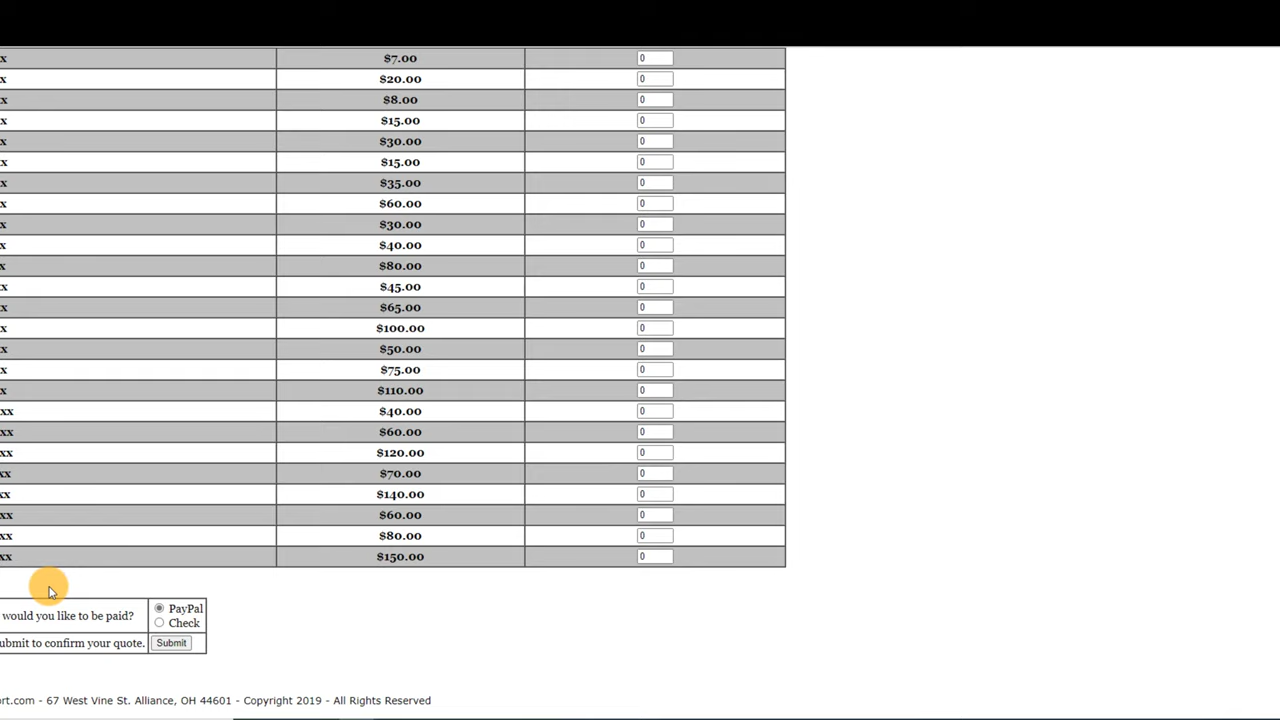 x $7.00 0
x $20.00 0
x $8.00 0
x $15.00 0
x $30.00 0
x $15.00 0
x $35.00 0
x $60.00 0
x $30.00 0
x $40.00 0
x $80.00 0
x $45.00 0
x $65.00 0
x $100.00 0
x $50.00 0
x $75.00 0
x $110.00 0
xx $40.00 0
xx $60.00 0
xx $120.00 0
xx $70.00 0
xx $140.00 0
xx $60.00 0
xx $80.00 0
xx $150.00 0
would you like to be paid? PayPal
Check
ubmit to confirm your quote. Submit
rt.com - 67 West Vine St. Alliance, OH 44601 - Copyright 2019 - All Rights Reserved